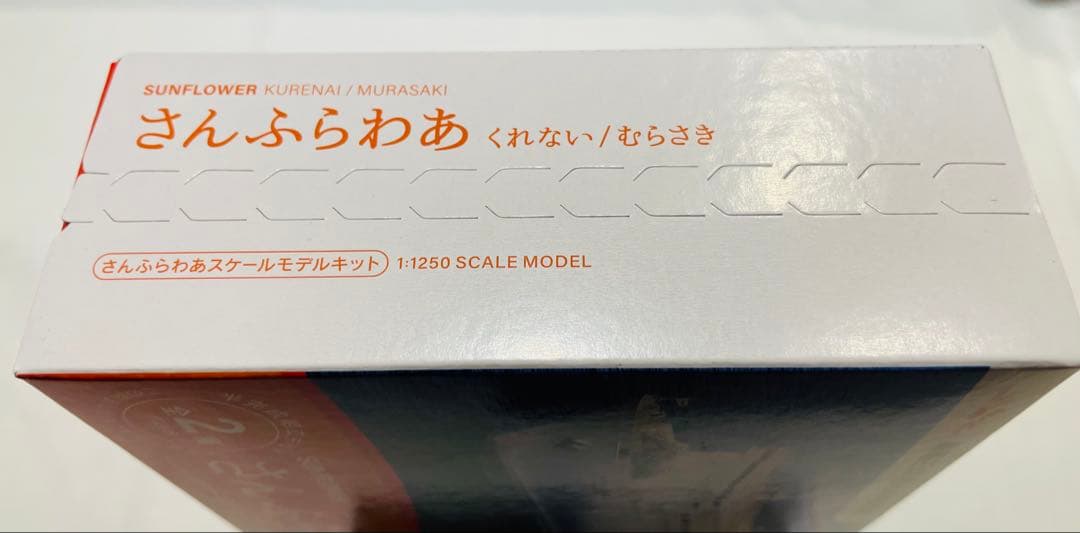 SUNFLOWER KURENAI / MURASAKI
さんふらわあ くれない/むらさき
さんふらわあスケールモデルキット 1:1250 SCALE MODEL
2